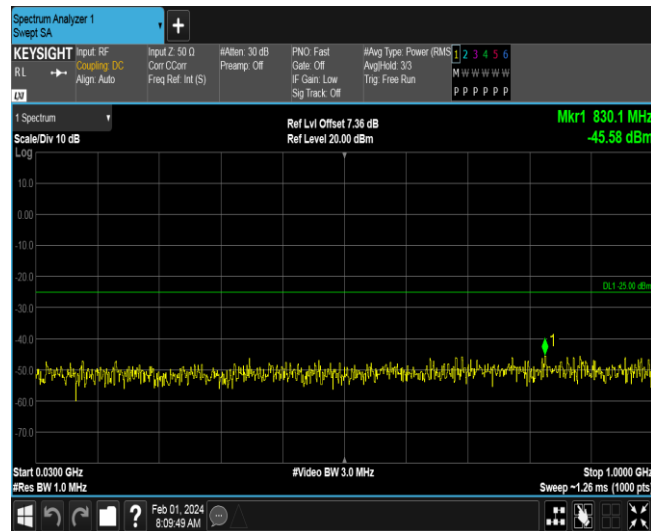 Spectrum Analyzer 1
Swept SA
+
KEYSIGHT
RL
LXI
Input: RF
Coupling: DC
Align: Auto
Input Z: 50 Ω
Corr CCorr
Freq Ref: Int (S)
#Atten: 30 dB
Preamp: Off
PNO: Fast
Gate: Off
IF Gain: Low
Sig Track: Off
#Avg Type: Power (RMS
Avg|Hold: 3/3
Trig: Free Run
1 2 3 4 5 6
M W W W W W
P P P P P P
1 Spectrum
Scale/Div 10 dB
Log
Ref Lvl Offset 7.36 dB
Ref Level 20.00 dBm
Mkr1 830.1 MHz
-45.58 dBm
10.0
0.00
-10.0
-20.0
DL1 -25.00 dBm
-30.0
-40.0
1
-50.0
-60.0
-70.0
Start 0.0300 GHz
#Res BW 1.0 MHz
#Video BW 3.0 MHz
Stop 1.0000 GHz
Sweep ~1.26 ms (1000 pts)
?
Feb 01, 2024
8:09:49 AM